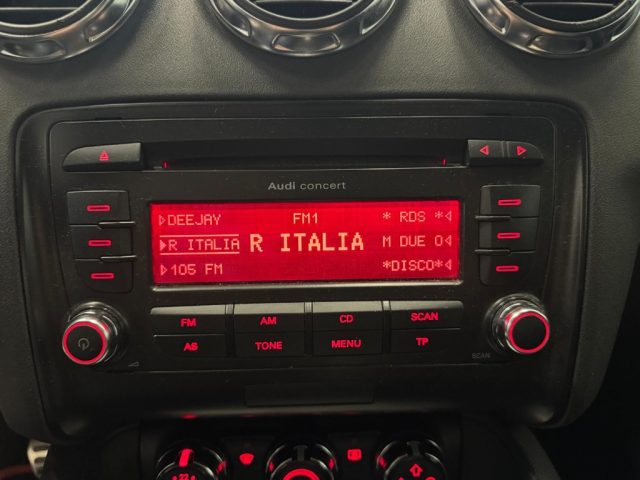 Audi concert
DEEJAY FM1 * RDS *
R ITALIA R ITALIA M DUE O
105 FM *DISCO*
FM AM CD SCAN
AS TONE MENU TP
SCAN
22